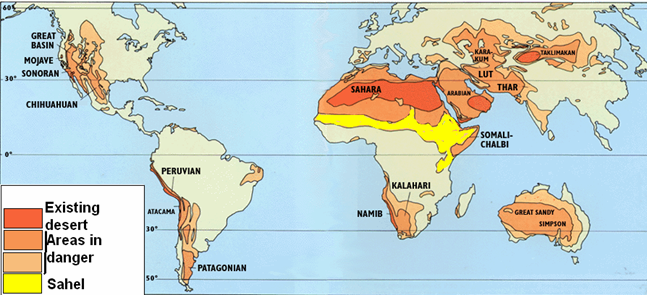 60°
GREAT
BASIN
MOJAVE
SONORAN
30°
CHIHUAHUAN
KARA-
KUM
TAKLIMAKAN
LUT
THAR
SAHARA
ARABIAN
SOMALI-
CHALBI
0°
PERUVIAN
ATACAMA
KALAHARI
NAMIB
GREAT SANDY
SIMPSON
30°
PATAGONIAN
50°
Existing
desert
Areas in
danger
Sahel